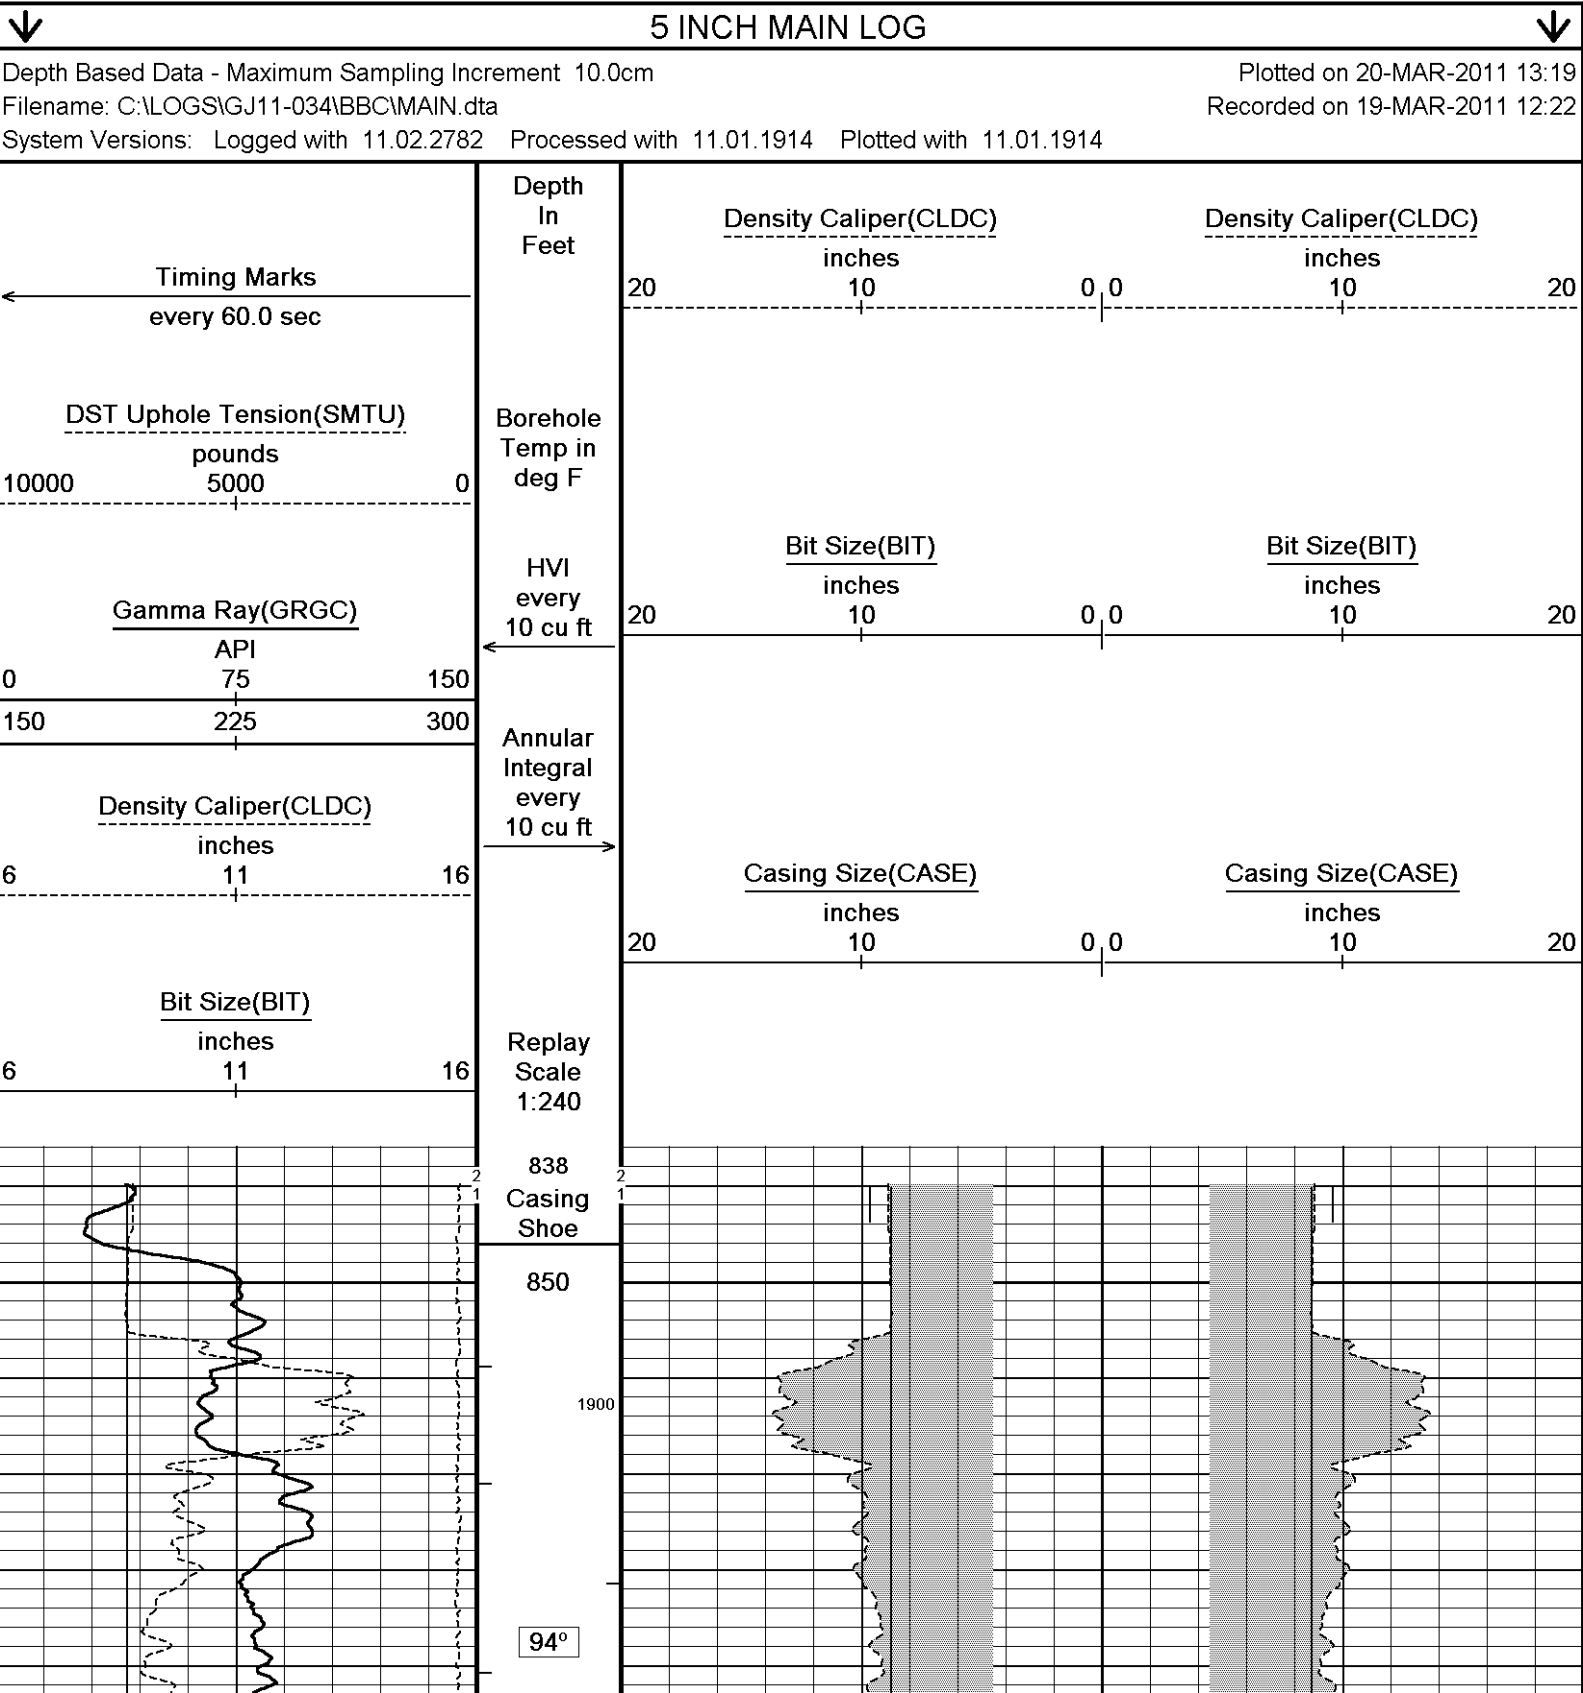 5 INCH MAIN LOG
Depth Based Data - Maximum Sampling Increment 10.0cm
Plotted on 20-MAR-2011 13:19
Filename: C:\LOGS\GJ11-034\BBC\MAIN.dta
Recorded on 19-MAR-2011 12:22
System Versions: Logged with 11.02.2782 Processed with 11.01.1914 Plotted with 11.01.1914
Timing Marks
every 60.0 sec
DST Uphole Tension(SMTU)
pounds
10000 5000 0
Gamma Ray(GRGC)
API
0 75 150
150 225 300
Density Caliper(CLDC)
inches
6 11 16
Bit Size(BIT)
inches
6 11 16
Depth
In
Feet
Borehole
Temp in
deg F
HVI
every
10 cu ft
Annular
Integral
every
10 cu ft
Replay
Scale
1:240
Density Caliper(CLDC)
inches
20 10 0
Density Caliper(CLDC)
inches
0 10 20
Bit Size(BIT)
inches
20 10 0
Bit Size(BIT)
inches
0 10 20
Casing Size(CASE)
inches
20 10 0
Casing Size(CASE)
inches
0 10 20
838
2 2
1 1
Casing
Shoe
850
1900
94°